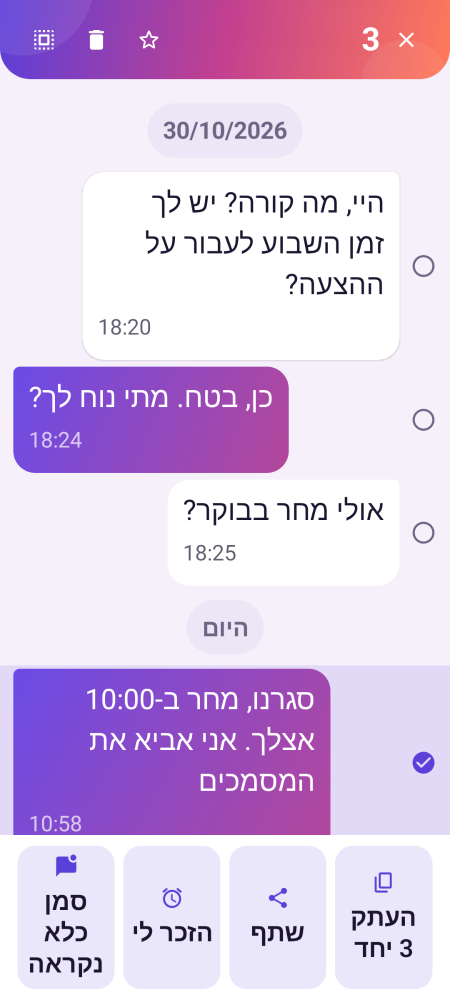 3
30/10/2026
היי, מה קורה? יש לך
זמן השבוע לעבור על
ההצעה?
18:20
כן, בטח. מתי נוח לך?
18:24
אולי מחר בבוקר?
18:25
היום
סגרנו, מחר ב-10:00
אצלך. אני אביא את
המסמכים
10:58
העתק
3 יחד
שתף
הזכר לי
סמן
כלא
נקראה